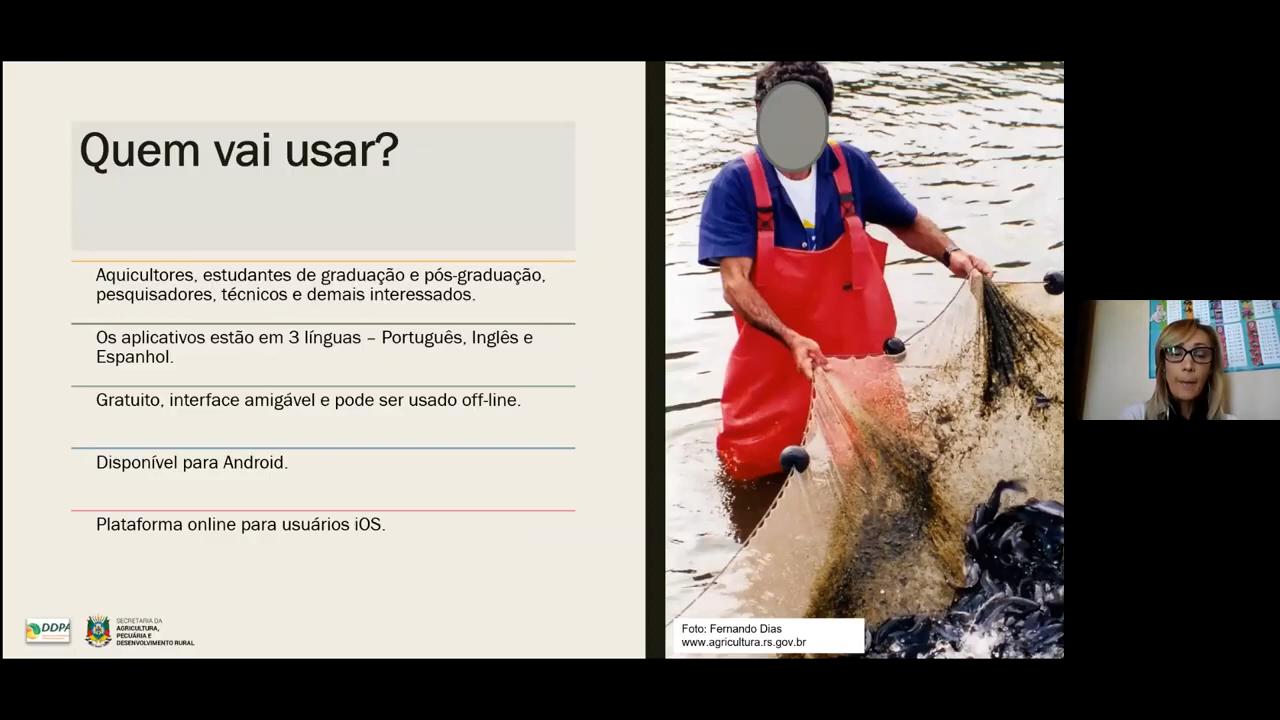 Quem vai usar?
Aquicultores, estudantes de graduação e pós-graduação,
pesquisadores, técnicos e demais interessados.
Os aplicativos estão em 3 línguas – Português, Inglês e
Espanhol.
Gratuito, interface amigável e pode ser usado off-line.
Disponível para Android.
Plataforma online para usuários iOS.
DDPA
SECRETARIA DA
AGRICULTURA,
PECUÁRIA E
DESENVOLVIMENTO RURAL
Foto: Fernando Dias
www.agricultura.rs.gov.br